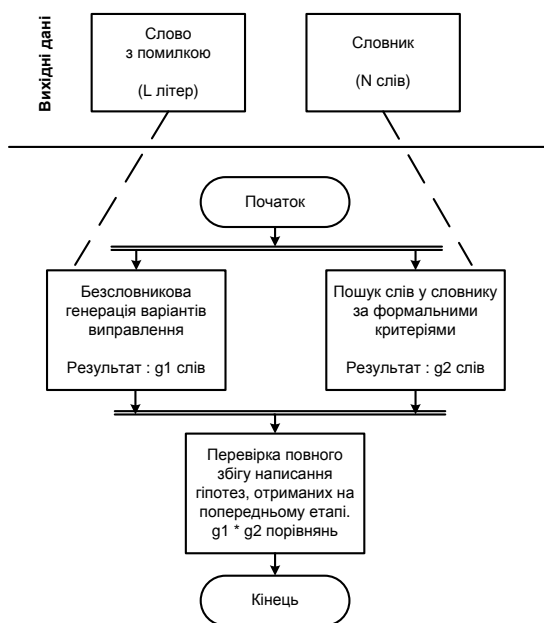 Вихідні дані
Слово
з помилкою
(L літер)
Словник
(N слів)
Початок
Безсловникова
генерація варіантів
виправлення
Результат : g1 слів
Пошук слів у словнику
за формальними
критеріями
Результат : g2 слів
Перевірка повного
збігу написання
гіпотез, отриманих на
попередньому етапі.
g1 * g2 порівнянь
Кінець